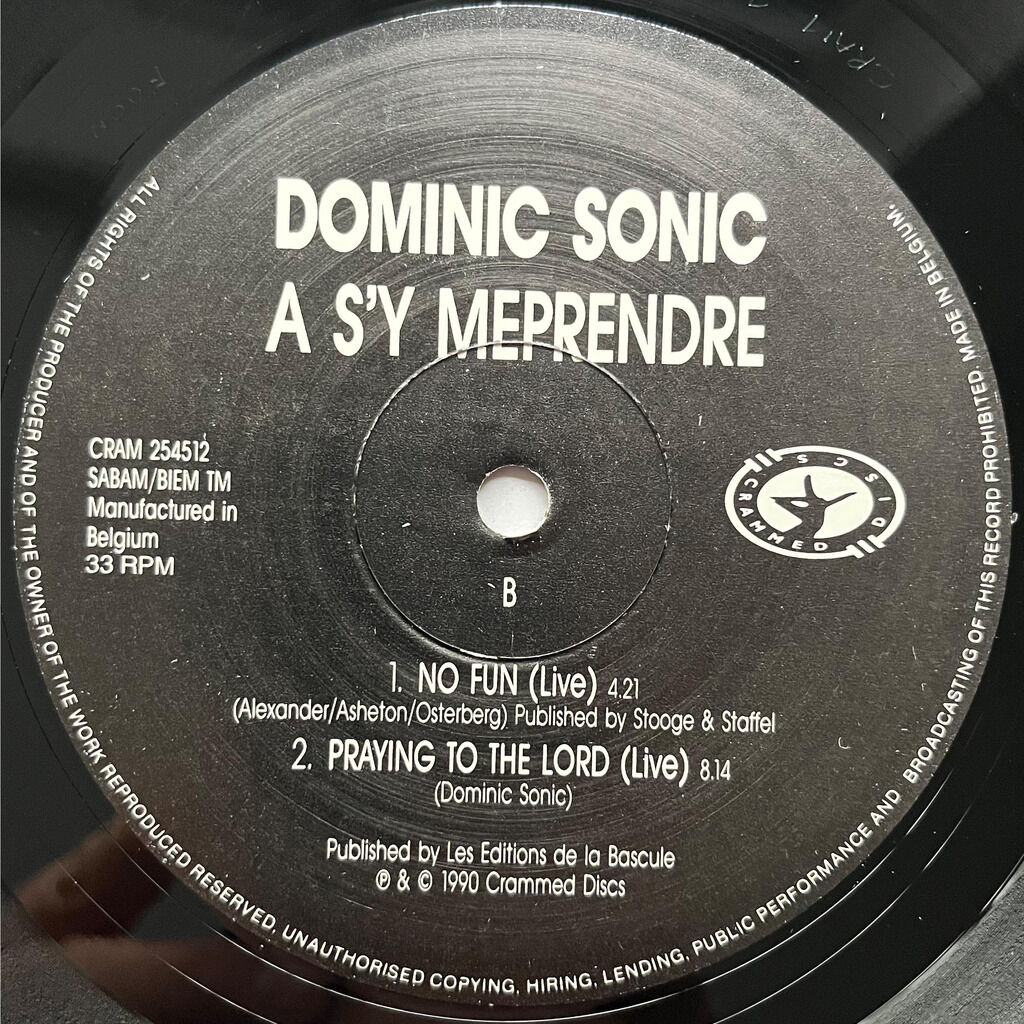 DOMINIC SONIC
A S'Y MEPRENDRE
CRAM 254512
SABAM/BIEM TM
Manufactured in
Belgium
33 RPM
CRAMMED DISCS
B
1. NO FUN (Live) 4.21
(Alexander/Asheton/Osterberg) Published by Stooge & Staffel
2. PRAYING TO THE LORD (Live) 8.14
(Dominic Sonic)
Published by Les Editions de la Bascule
℗ & © 1990 Crammed Discs
ALL RIGHTS OF THE PRODUCER AND OF THE OWNER OF THE WORK REPRODUCED RESERVED, UNAUTHORISED COPYING, HIRING, LENDING, PUBLIC PERFORMANCE AND BROADCASTING OF THIS RECORD PROHIBITED. MADE IN BELGIUM.
CRAM